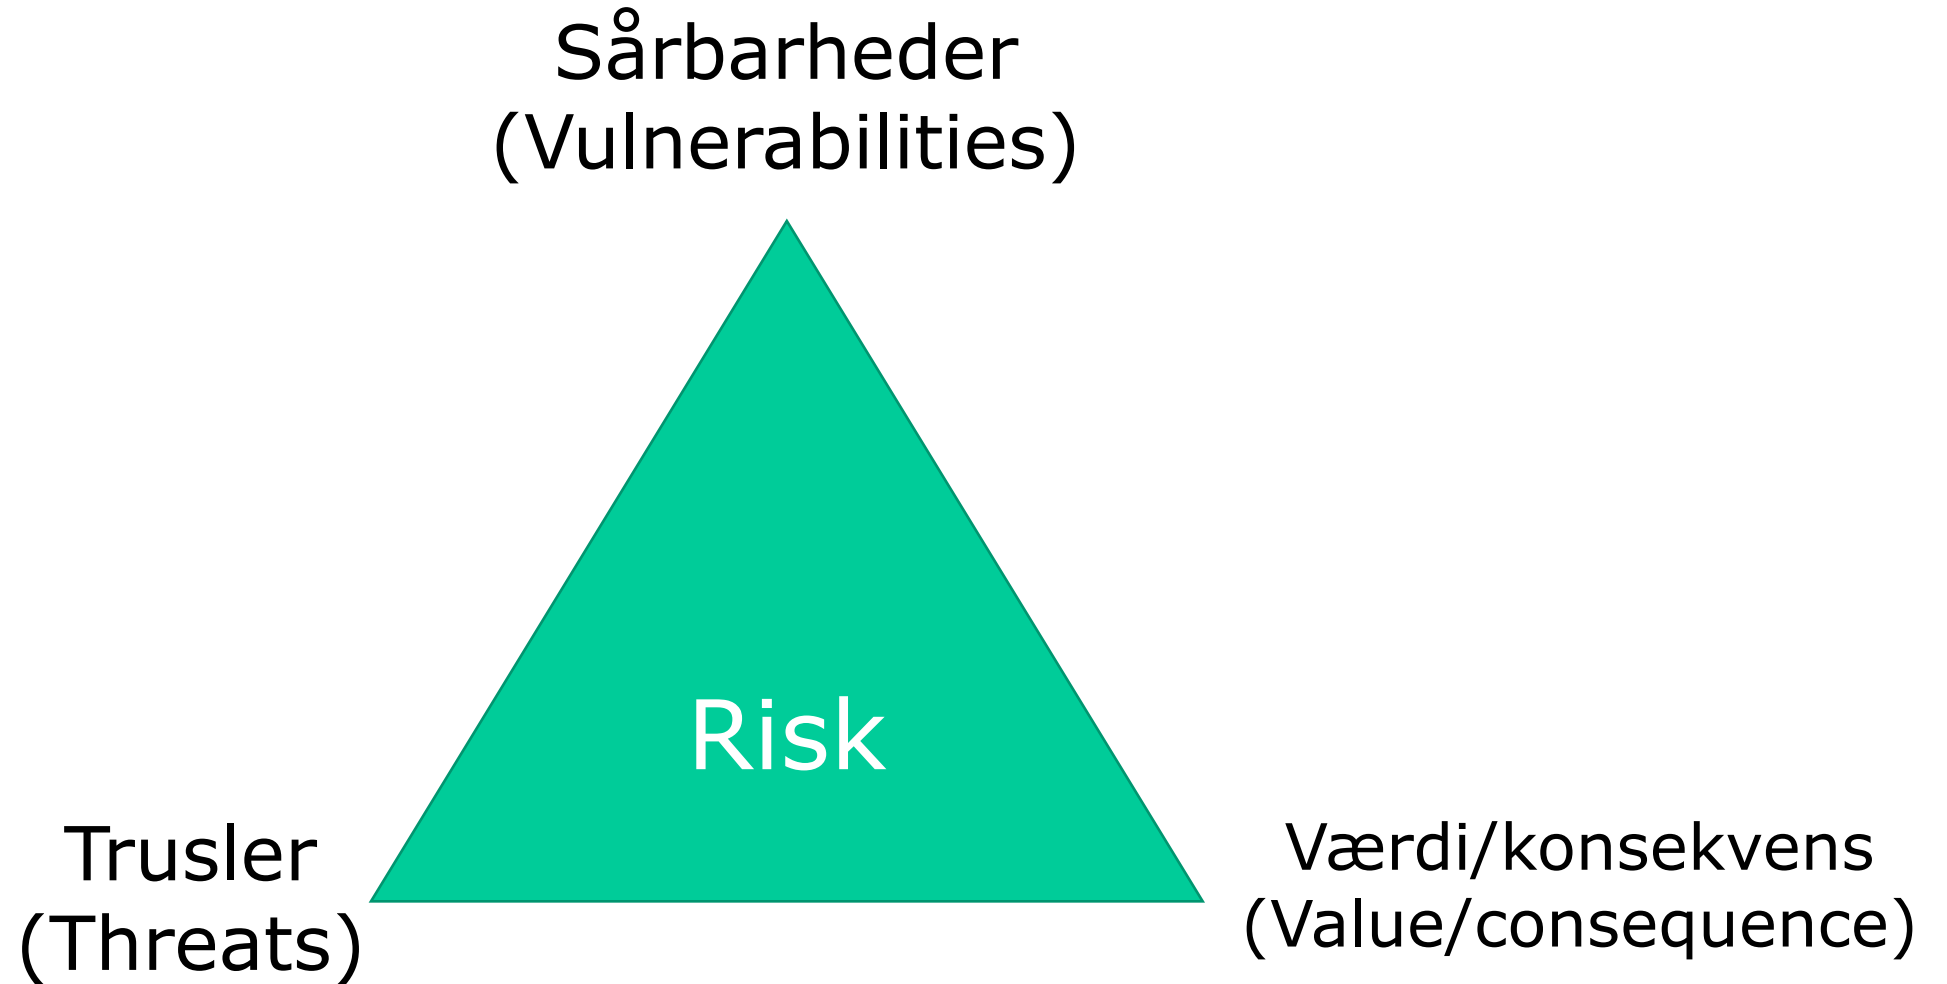 Sårbarheder
(Vulnerabilities)
Risk
Trusler
(Threats)
Værdi/konsekvens
(Value/consequence)